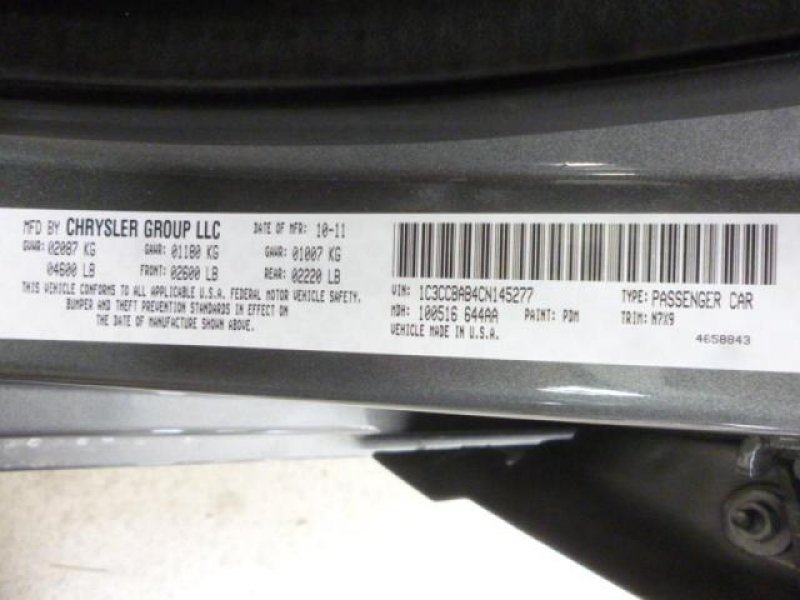 MFD BY CHRYSLER GROUP LLC DATE OF MFR: 10-11
GVWR: 02087 KG GAWR: 01180 KG GAWR: 01007 KG
04600 LB FRONT: 02600 LB REAR: 02220 LB
THIS VEHICLE CONFORMS TO ALL APPLICABLE U.S.A. FEDERAL MOTOR VEHICLE SAFETY,
BUMPER AND THEFT PREVENTION STANDARDS IN EFFECT ON
THE DATE OF MANUFACTURE SHOWN ABOVE.
VIN: 1C3CCBAB4CN145277 TYPE: PASSENGER CAR
MDH: 100516 644AA PAINT: PDM TRIM: N7X9
VEHICLE MADE IN U.S.A. 4658843